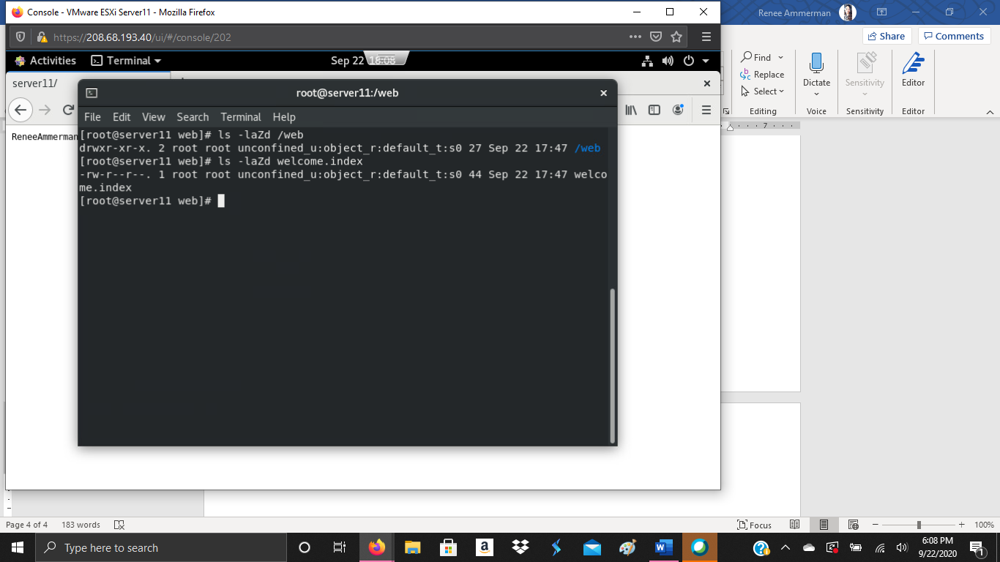 Console - VMware ESXi Server11 - Mozilla Firefox
Renee Ammerman
https://208.68.193.40/ui/#/console/202
Share
Comments
Activities
Terminal
Sep 22 18:08
Find
Replace
Select
Editing
Dictate
Voice
Sensitivity
Sensitivity
Editor
Editor
server11/
root@server11:/web
File Edit View Search Terminal Help
ReneeAmmerman
[root@server11 web]# ls -laZd /web
drwxr-xr-x. 2 root root unconfined_u:object_r:default_t:s0 27 Sep 22 17:47 /web
[root@server11 web]# ls -laZd welcome.index
-rw-r--r--. 1 root root unconfined_u:object_r:default_t:s0 44 Sep 22 17:47 welco
me.index
[root@server11 web]#
7
Page 4 of 4
183 words
Focus
100%
Type here to search
6:08 PM
9/22/2020
1